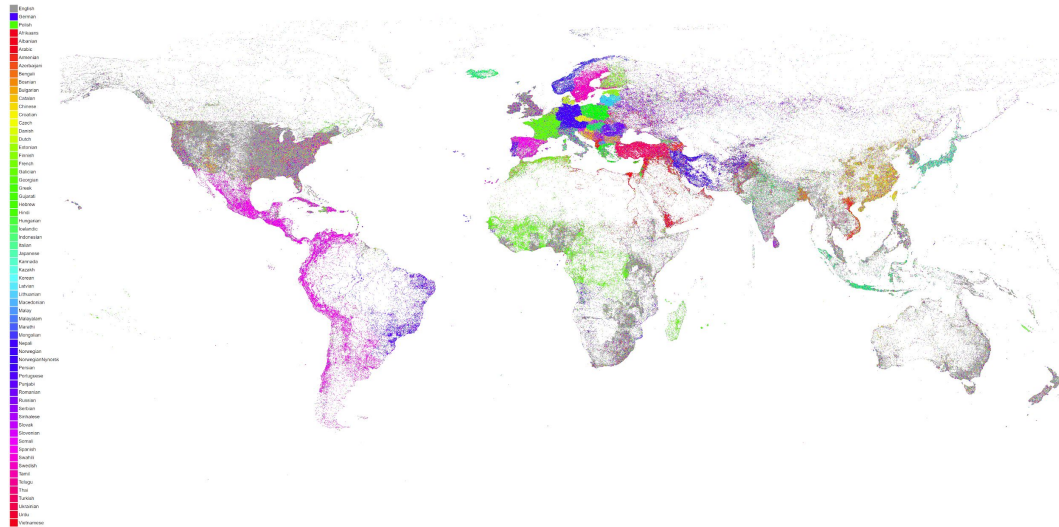 English
German
Polish
Afrikaans
Albanian
Arabic
Armenian
Azerbaijani
Bengali
Bosnian
Bulgarian
Catalan
Chinese
Croatian
Czech
Danish
Dutch
Estonian
Finnish
French
Galician
Georgian
Greek
Gujarati
Hebrew
Hindi
Hungarian
Icelandic
Indonesian
Italian
Japanese
Kannada
Kazakh
Korean
Latvian
Lithuanian
Macedonian
Malay
Malayalam
Marathi
Mongolian
Nepali
Norwegian
NorwegianNynorsk
Persian
Portugese
Punjabi
Romanian
Russian
Serbian
Sinhalese
Slovak
Slovenian
Somali
Spanish
Swahili
Swedish
Tamil
Telugu
Thai
Turkish
Ukrainian
Urdu
Vietnamese